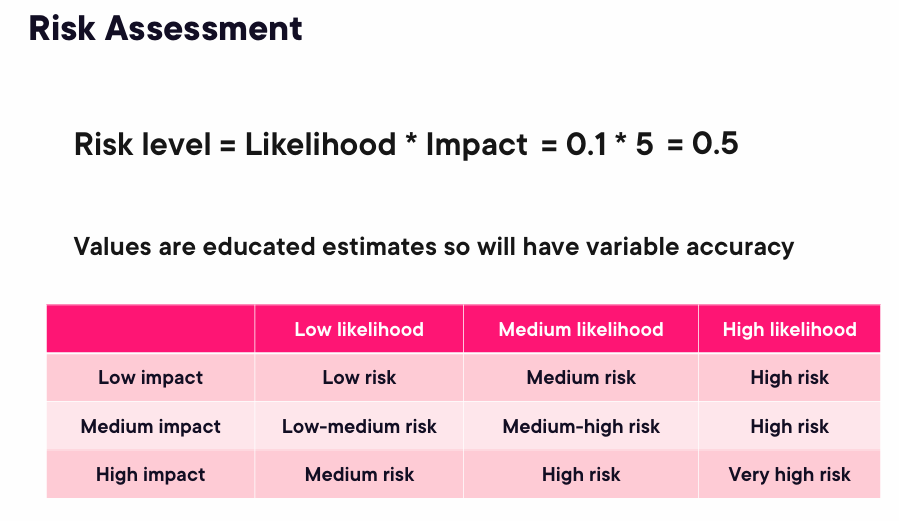 Risk Assessment
Risk level = Likelihood * Impact = 0.1 * 5 = 0.5
Values are educated estimates so will have variable accuracy
Low likelihood Medium likelihood High likelihood
Low impact Low risk Medium risk High risk
Medium impact Low-medium risk Medium-high risk High risk
High impact Medium risk High risk Very high risk